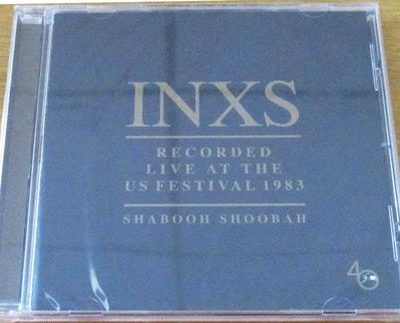 INXS
RECORDED
LIVE AT THE
US FESTIVAL 1983
SHABOOH SHOOBAH
40